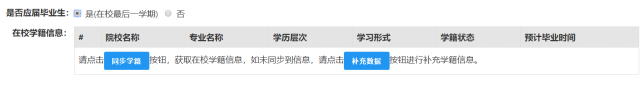 是否应届毕业生: 是(在校最后一学期) 否
在校学籍信息: # 院校名称 专业名称 学历层次 学习形式 学籍状态 预计毕业时间
请点击 同步学籍 按钮，获取在校学籍信息，如未同步到信息，请点击 补充数据 按钮进行补充学籍信息。